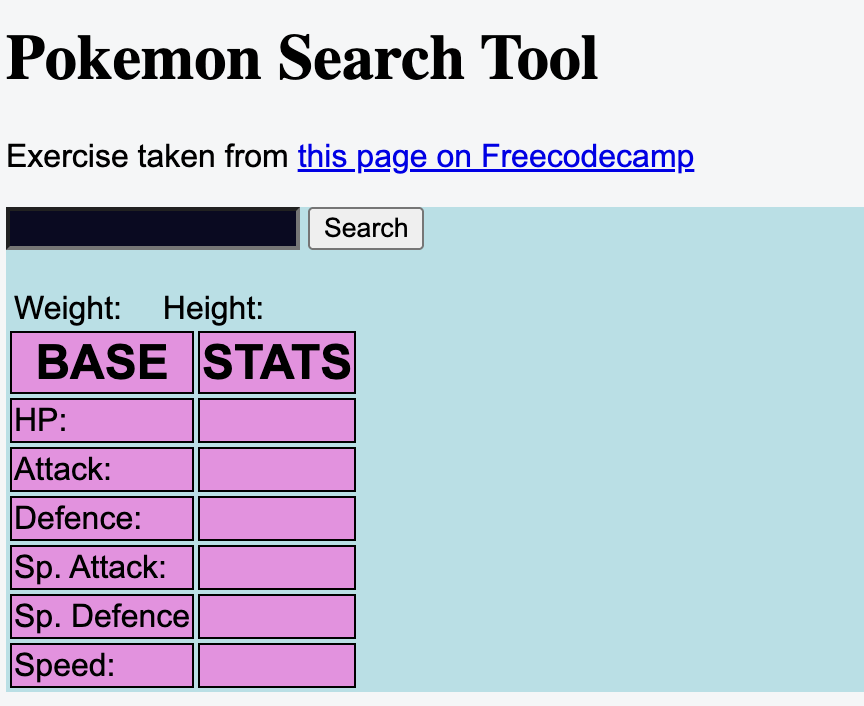 Pokemon Search Tool
Exercise taken from this page on Freecodecamp
Search
Weight: Height:
BASE STATS
HP:
Attack:
Defence:
Sp. Attack:
Sp. Defence
Speed: